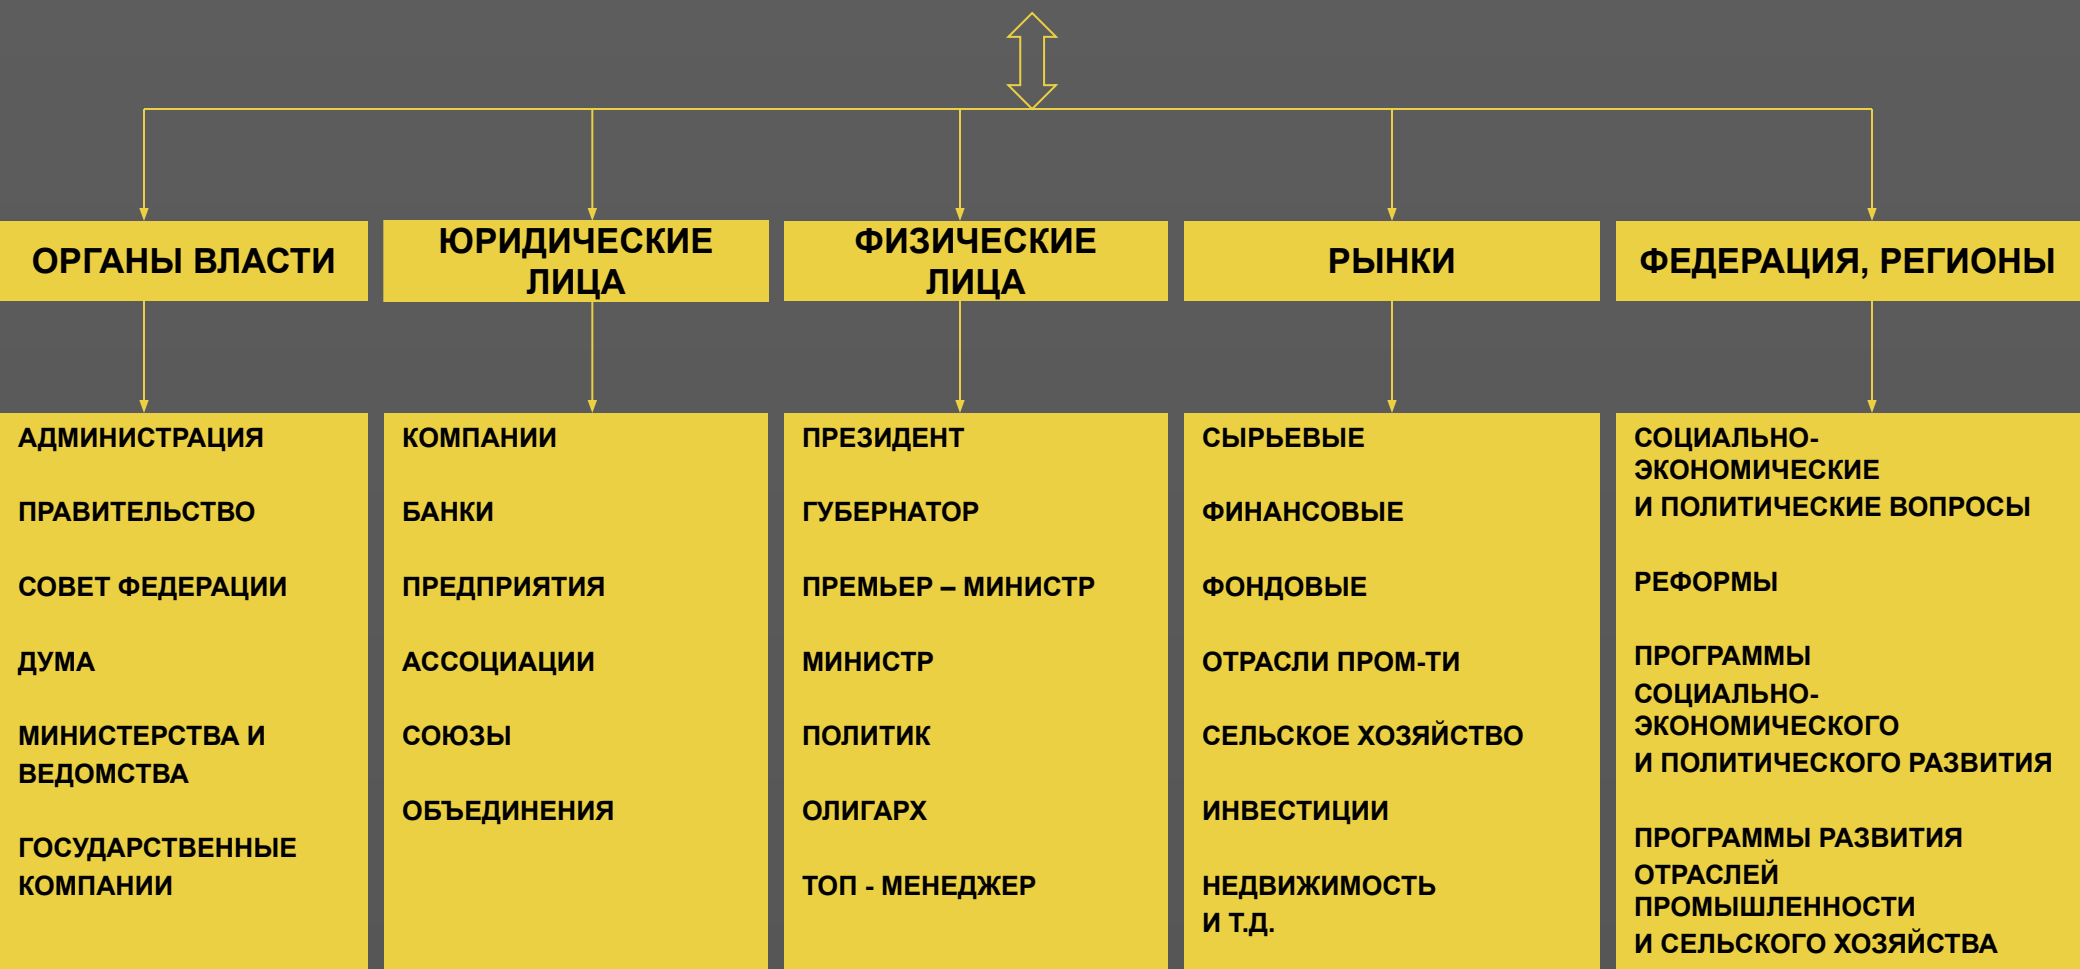 ОРГАНЫ ВЛАСТИ
ЮРИДИЧЕСКИЕ
ЛИЦА
ФИЗИЧЕСКИЕ
ЛИЦА
РЫНКИ
ФЕДЕРАЦИЯ, РЕГИОНЫ
АДМИНИСТРАЦИЯ
ПРАВИТЕЛЬСТВО
СОВЕТ ФЕДЕРАЦИИ
ДУМА
МИНИСТЕРСТВА И
ВЕДОМСТВА
ГОСУДАРСТВЕННЫЕ
КОМПАНИИ
КОМПАНИИ
БАНКИ
ПРЕДПРИЯТИЯ
АССОЦИАЦИИ
СОЮЗЫ
ОБЪЕДИНЕНИЯ
ПРЕЗИДЕНТ
ГУБЕРНАТОР
ПРЕМЬЕР – МИНИСТР
МИНИСТР
ПОЛИТИК
ОЛИГАРХ
ТОП - МЕНЕДЖЕР
СЫРЬЕВЫЕ
ФИНАНСОВЫЕ
ФОНДОВЫЕ
ОТРАСЛИ ПРОМ-ТИ
СЕЛЬСКОЕ ХОЗЯЙСТВО
ИНВЕСТИЦИИ
НЕДВИЖИМОСТЬ
И Т.Д.
СОЦИАЛЬНО-
ЭКОНОМИЧЕСКИЕ
И ПОЛИТИЧЕСКИЕ ВОПРОСЫ
РЕФОРМЫ
ПРОГРАММЫ
СОЦИАЛЬНО-
ЭКОНОМИЧЕСКОГО
И ПОЛИТИЧЕСКОГО РАЗВИТИЯ
ПРОГРАММЫ РАЗВИТИЯ
ОТРАСЛЕЙ
ПРОМЫШЛЕННОСТИ
И СЕЛЬСКОГО ХОЗЯЙСТВА